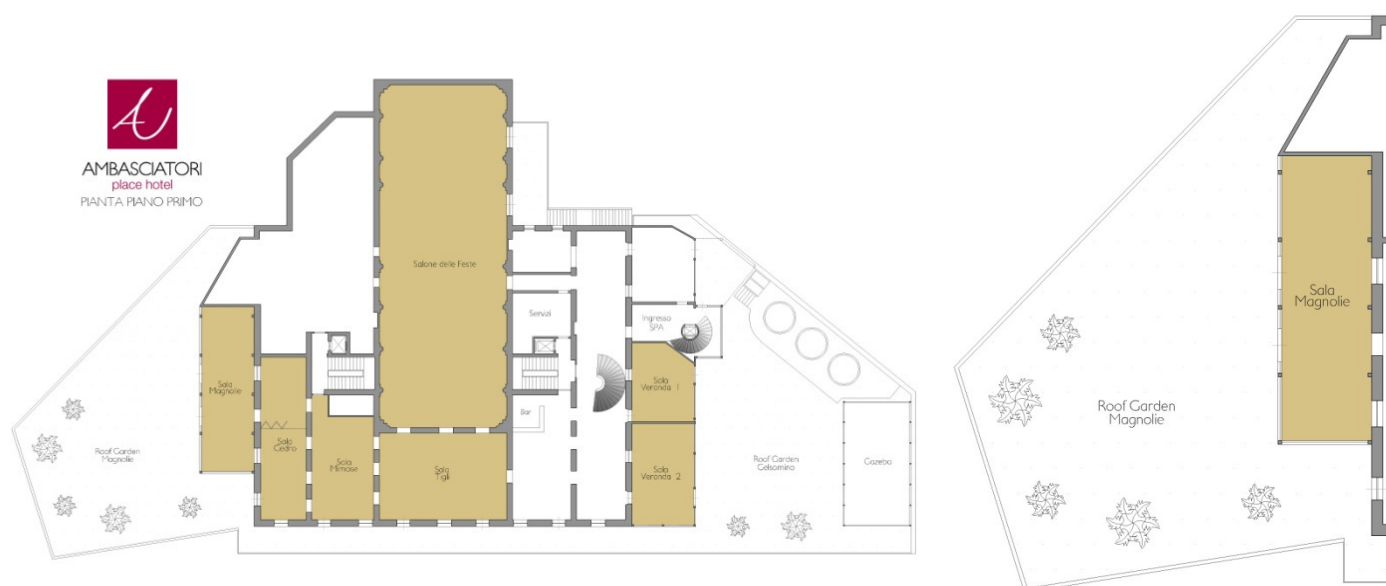 AMBASCIATORI
place hotel
PIANTA PIANO PRIMO
Salone delle Feste
Servizi
Ingresso
SPA
Sala
Magnolie
Sala
Veranda 1
Bar
Sala
Cedro
Sala
Mimose
Sala
Tigli
Sala
Veranda 2
Roof Garden
Magnolie
Roof Garden
Gelsomino
Gazebo
Sala
Magnolie
Roof Garden
Magnolie